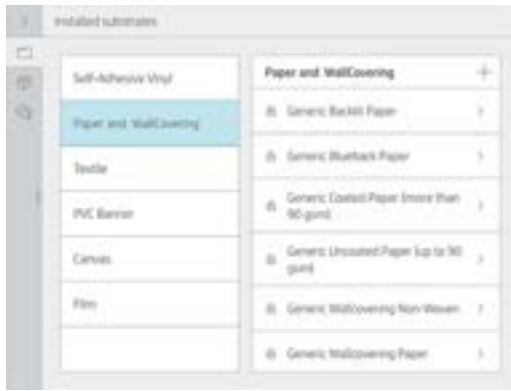 Installed substrates
Self-Adhesive Vinyl
Paper and WallCovering
Textile
PVC Banner
Canvas
Film
Paper and WallCovering
Generic Backlit Paper
Generic Blueback Paper
Generic Coated Paper (more than
90 gsm)
Generic Uncoated Paper (up to 90
gsm)
Generic Wallcovering Non-Woven
Generic Wallcovering Paper